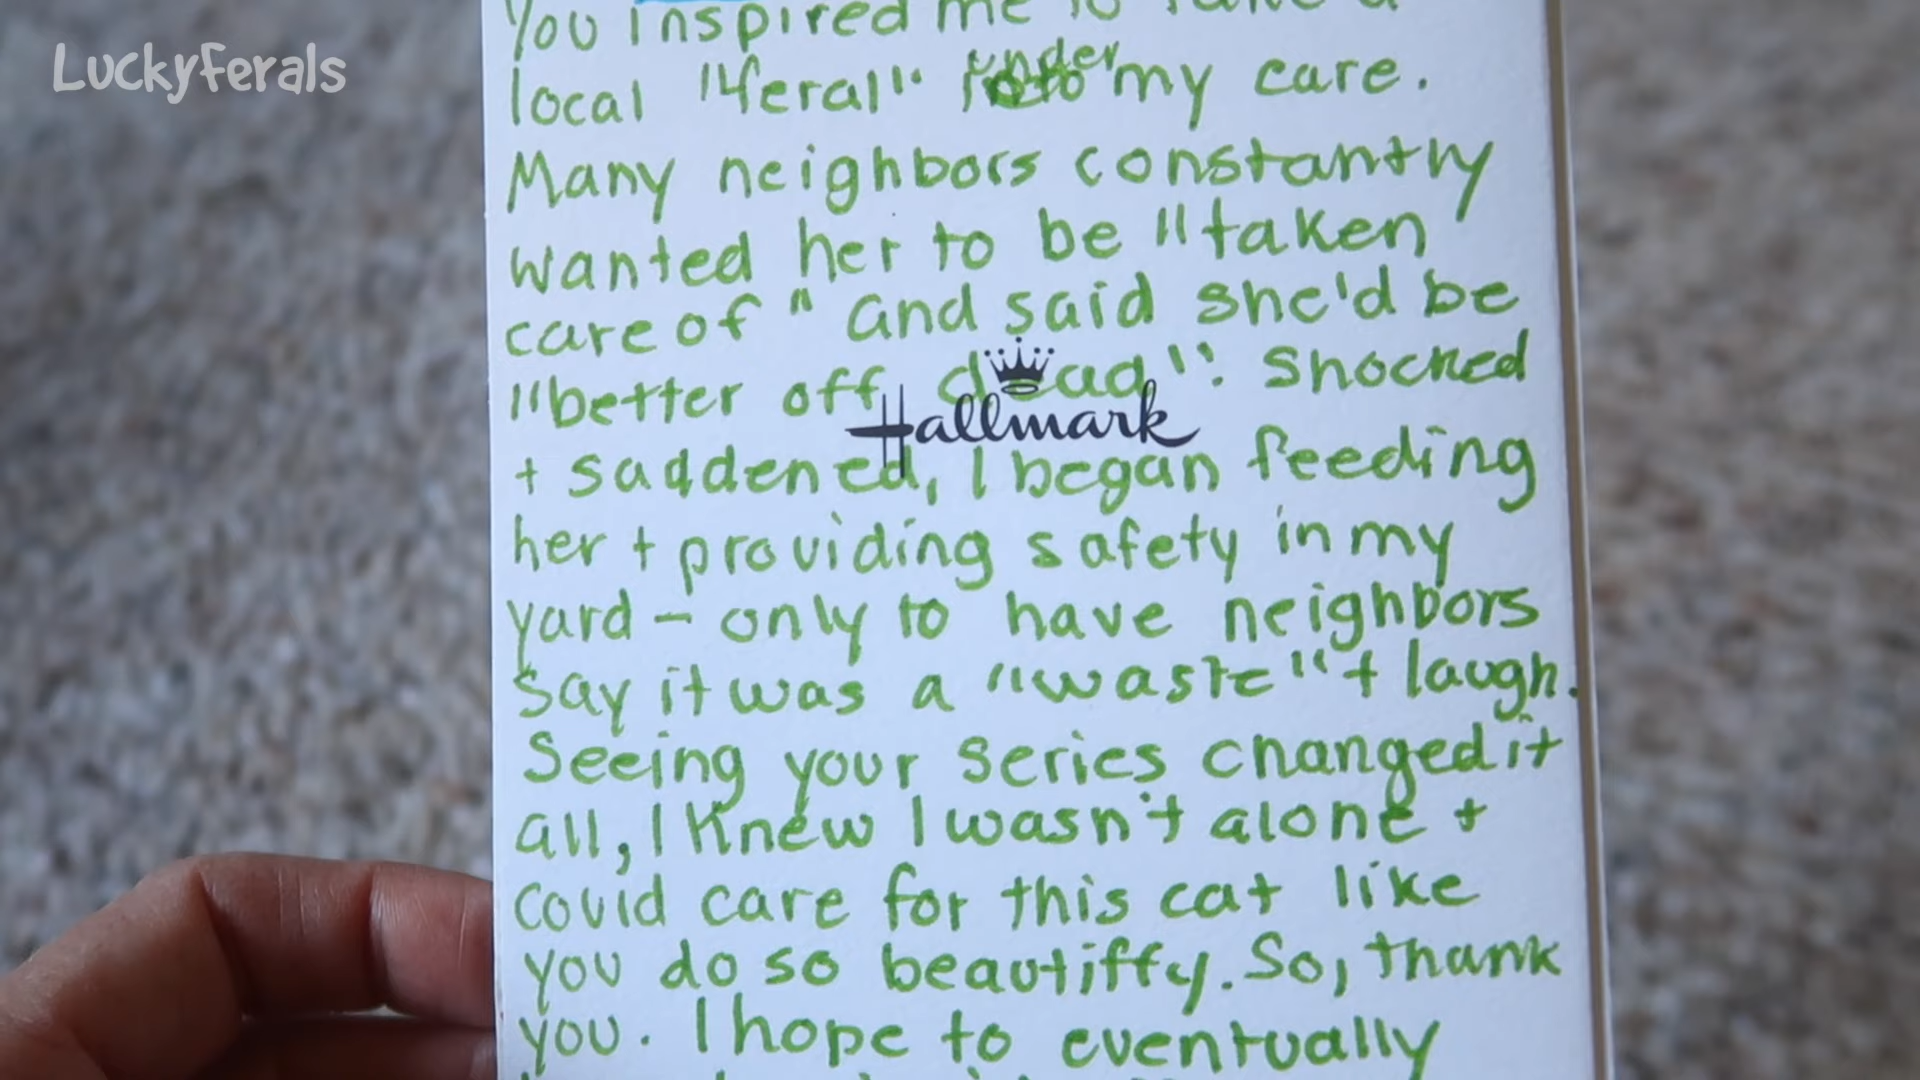 Luckyferals
You inspired me to take a
local "feral" under my care.
Many neighbors constantly
wanted her to be "taken
care of" and said she'd be
"better off dead". Shocked
Hallmark
+ saddened, I began feeding
her + providing safety in my
yard - only to have neighbors
say it was a "waste" + laugh.
Seeing your series changed it
all, I knew I wasn't alone +
could care for this cat like
you do so beautiffy. So, thank
you. I hope to eventually